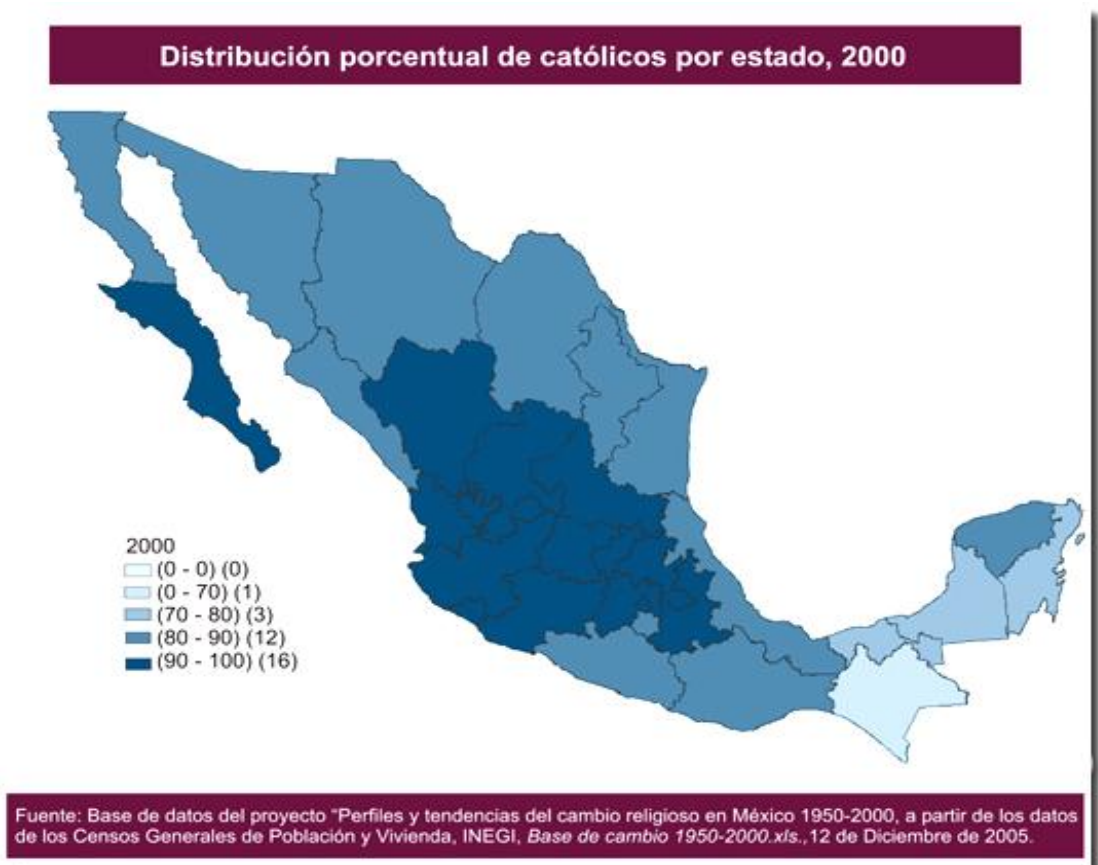 Distribución porcentual de católicos por estado, 2000
2000
(0 - 0) (0)
(0 - 70) (1)
(70 - 80) (3)
(80 - 90) (12)
(90 - 100) (16)
Fuente: Base de datos del proyecto "Perfiles y tendencias del cambio religioso en México 1950-2000, a partir de los datos
de los Censos Generales de Población y Vivienda, INEGI, Base de cambio 1950-2000.xls.,12 de Diciembre de 2005.